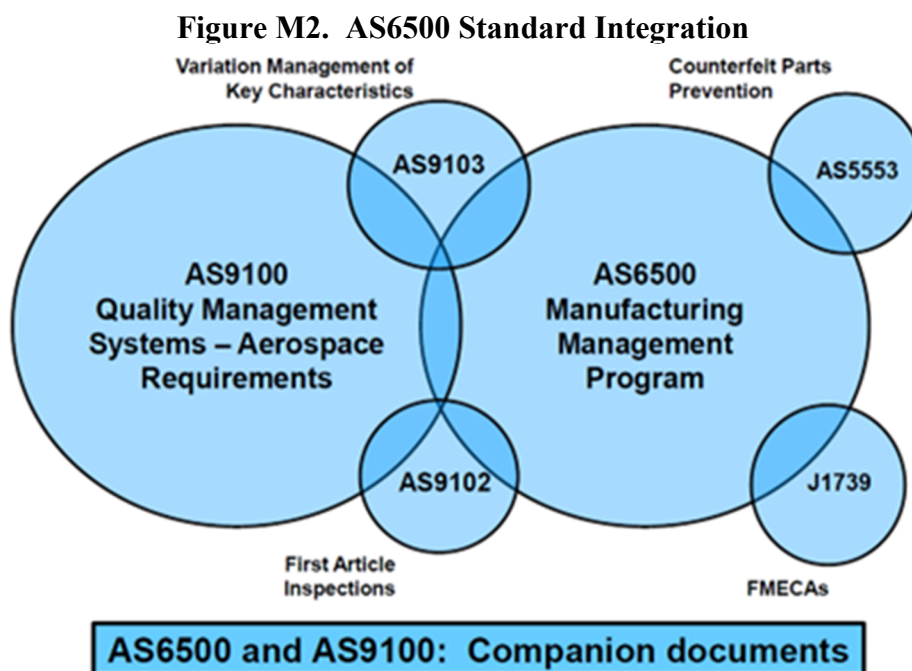 Figure M2. AS6500 Standard Integration
Variation Management of
Key Characteristics
Counterfeit Parts
Prevention
AS9103
AS5553
AS9100
Quality Management
Systems – Aerospace
Requirements
AS6500
Manufacturing
Management
Program
AS9102
J1739
First Article
Inspections
FMECAs
AS6500 and AS9100: Companion documents